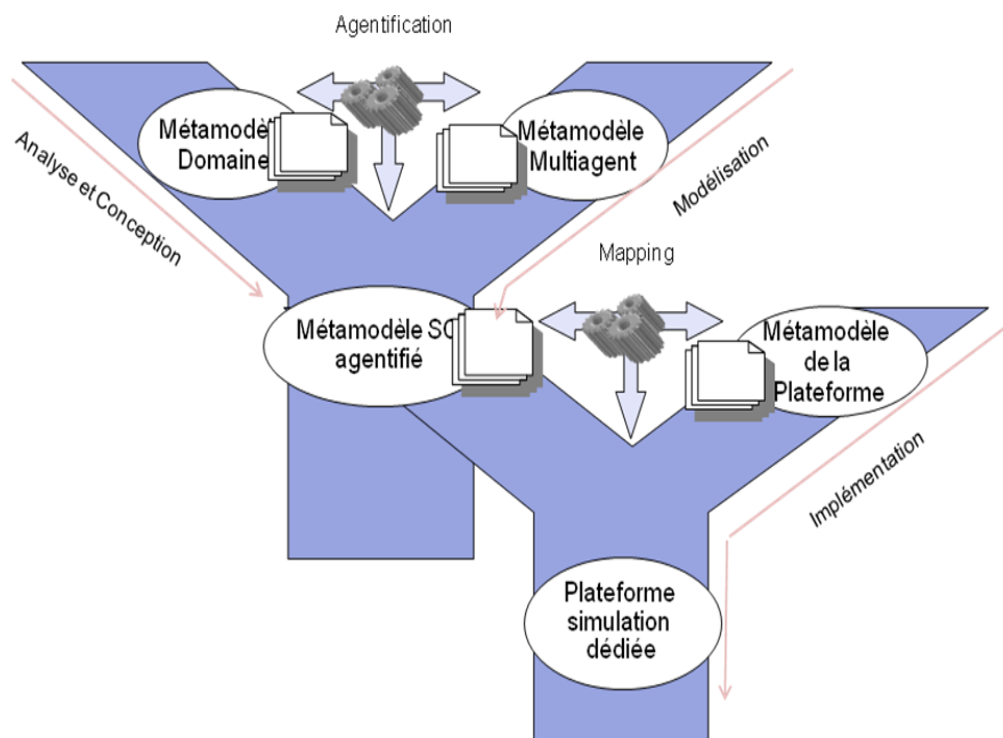 Agentification
Métamodèle
Domaine
Métamodèle
Multiagent
Analyse et Conception
Modélisation
Mapping
Métamodèle SC
agentifié
Métamodèle
de la
Plateforme
Implémentation
Plateforme
simulation
dédiée